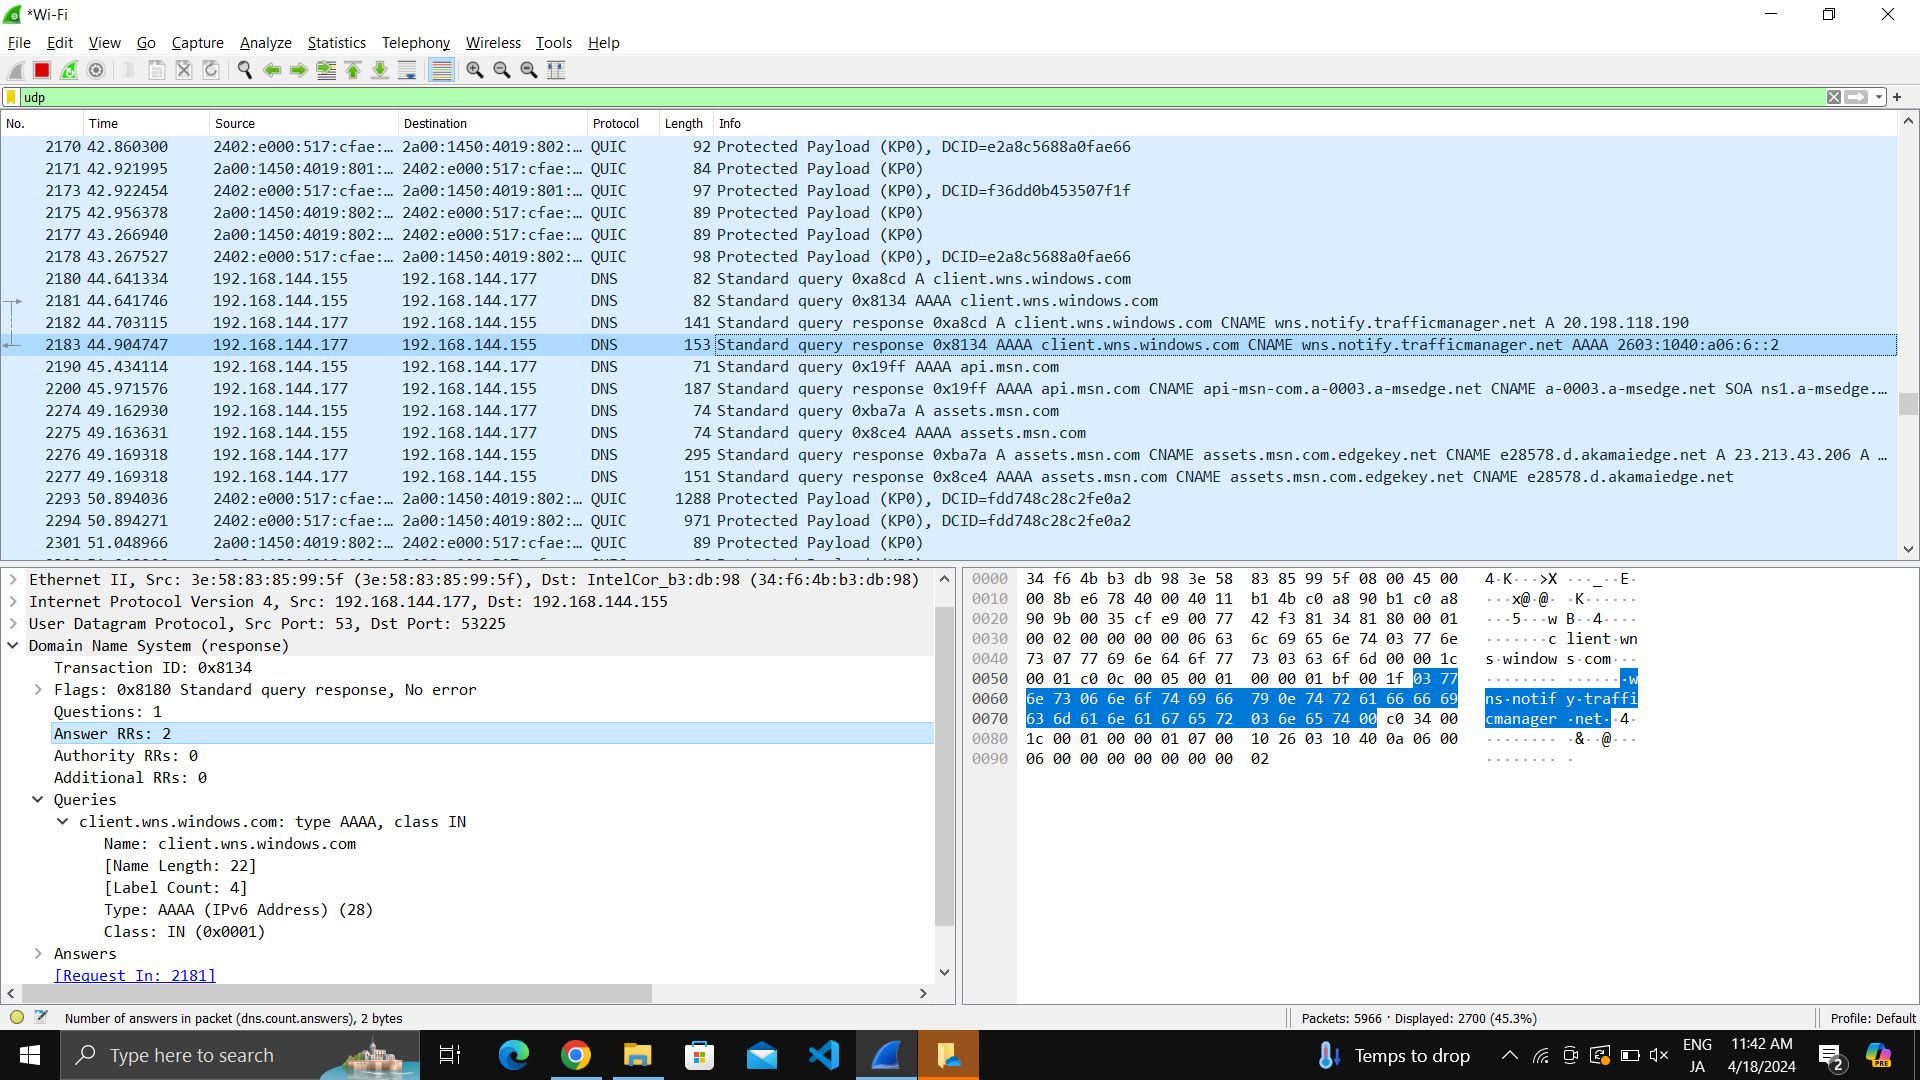 *Wi-Fi
File Edit View Go Capture Analyze Statistics Telephony Wireless Tools Help
udp
No. Time Source Destination Protocol Length Info
2170 42.860300 2402:e000:517:cfae:… 2a00:1450:4019:802:… QUIC 92 Protected Payload (KP0), DCID=e2a8c5688a0fae66
2171 42.921995 2a00:1450:4019:801:… 2402:e000:517:cfae:… QUIC 84 Protected Payload (KP0)
2173 42.922454 2402:e000:517:cfae:… 2a00:1450:4019:801:… QUIC 97 Protected Payload (KP0), DCID=f36dd0b453507f1f
2175 42.956378 2a00:1450:4019:802:… 2402:e000:517:cfae:… QUIC 89 Protected Payload (KP0)
2177 43.266940 2a00:1450:4019:802:… 2402:e000:517:cfae:… QUIC 89 Protected Payload (KP0)
2178 43.267527 2402:e000:517:cfae:… 2a00:1450:4019:802:… QUIC 98 Protected Payload (KP0), DCID=e2a8c5688a0fae66
2180 44.641334 192.168.144.155 192.168.144.177 DNS 82 Standard query 0xa8cd A client.wns.windows.com
2181 44.641746 192.168.144.155 192.168.144.177 DNS 82 Standard query 0x8134 AAAA client.wns.windows.com
2182 44.703115 192.168.144.177 192.168.144.155 DNS 141 Standard query response 0xa8cd A client.wns.windows.com CNAME wns.notify.trafficmanager.net A 20.198.118.190
2183 44.904747 192.168.144.177 192.168.144.155 DNS 153 Standard query response 0x8134 AAAA client.wns.windows.com CNAME wns.notify.trafficmanager.net AAAA 2603:1040:a06:6::2
2190 45.434114 192.168.144.155 192.168.144.177 DNS 71 Standard query 0x19ff AAAA api.msn.com
2200 45.971576 192.168.144.177 192.168.144.155 DNS 187 Standard query response 0x19ff AAAA api.msn.com CNAME api-msn-com.a-0003.a-msedge.net CNAME a-0003.a-msedge.net SOA ns1.a-msedge.…
2274 49.162930 192.168.144.155 192.168.144.177 DNS 74 Standard query 0xba7a A assets.msn.com
2275 49.163631 192.168.144.155 192.168.144.177 DNS 74 Standard query 0x8ce4 AAAA assets.msn.com
2276 49.169318 192.168.144.177 192.168.144.155 DNS 295 Standard query response 0xba7a A assets.msn.com CNAME assets.msn.com.edgekey.net CNAME e28578.d.akamaiedge.net A 23.213.43.206 A …
2277 49.169318 192.168.144.177 192.168.144.155 DNS 151 Standard query response 0x8ce4 AAAA assets.msn.com CNAME assets.msn.com.edgekey.net CNAME e28578.d.akamaiedge.net
2293 50.894036 2402:e000:517:cfae:… 2a00:1450:4019:802:… QUIC 1288 Protected Payload (KP0), DCID=fdd748c28c2fe0a2
2294 50.894271 2402:e000:517:cfae:… 2a00:1450:4019:802:… QUIC 971 Protected Payload (KP0), DCID=fdd748c28c2fe0a2
2301 51.048966 2a00:1450:4019:802:… 2402:e000:517:cfae:… QUIC 89 Protected Payload (KP0)
Ethernet II, Src: 3e:58:83:85:99:5f (3e:58:83:85:99:5f), Dst: IntelCor_b3:db:98 (34:f6:4b:b3:db:98)
Internet Protocol Version 4, Src: 192.168.144.177, Dst: 192.168.144.155
User Datagram Protocol, Src Port: 53, Dst Port: 53225
Domain Name System (response)
Transaction ID: 0x8134
Flags: 0x8180 Standard query response, No error
Questions: 1
Answer RRs: 2
Authority RRs: 0
Additional RRs: 0
Queries
client.wns.windows.com: type AAAA, class IN
Name: client.wns.windows.com
[Name Length: 22]
[Label Count: 4]
Type: AAAA (IPv6 Address) (28)
Class: IN (0x0001)
Answers
[Request In: 2181]
0000 34 f6 4b b3 db 98 3e 58 83 85 99 5f 08 00 45 00 4·K···>X ···_··E·
0010 00 8b e6 78 40 00 40 11 b1 4b c0 a8 90 b1 c0 a8 ···x@·@· ·K······
0020 90 9b 00 35 cf e9 00 77 42 f3 81 34 81 80 00 01 ···5···w B··4····
0030 00 02 00 00 00 00 06 63 6c 69 65 6e 74 03 77 6e ·······c lient·wn
0040 73 07 77 69 6e 64 6f 77 73 03 63 6f 6d 00 00 1c s·window s·com···
0050 00 01 c0 0c 00 05 00 01 00 00 01 bf 00 1f 03 77 ········ ·······w
0060 6e 73 06 6e 6f 74 69 66 79 0e 74 72 61 66 66 69 ns·notif y·traffi
0070 63 6d 61 6e 61 67 65 72 03 6e 65 74 00 c0 34 00 cmanager ·net··4·
0080 1c 00 01 00 00 01 07 00 10 26 03 10 40 0a 06 00 ········ ·&··@···
0090 06 00 00 00 00 00 00 00 02 ········ ·
Number of answers in packet (dns.count.answers), 2 bytes
Packets: 5966 · Displayed: 2700 (45.3%)
Profile: Default
Type here to search
Temps to drop
ENG
JA
11:42 AM
4/18/2024
2
PRE